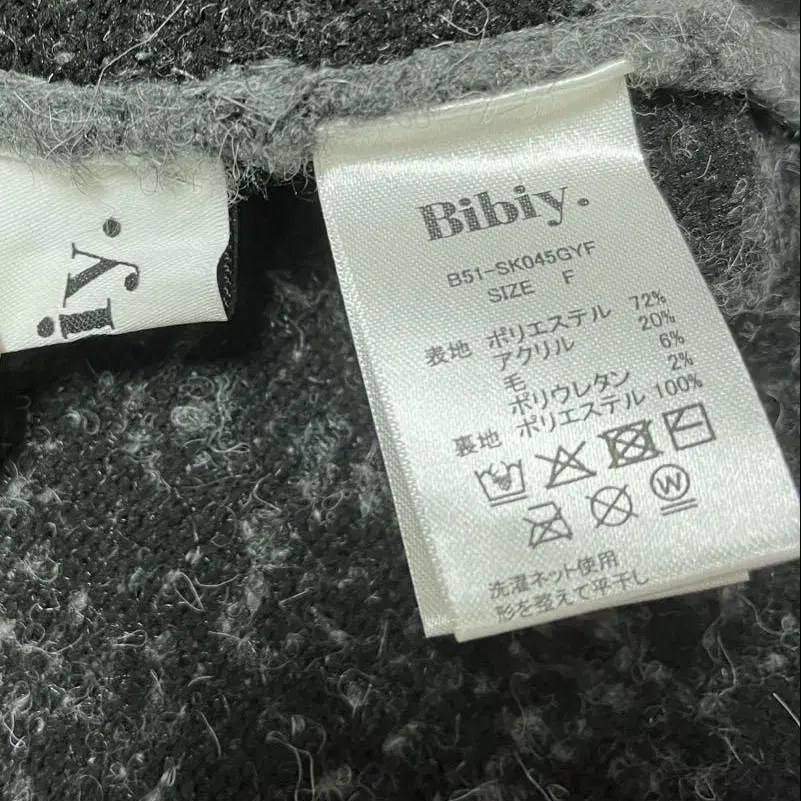 iy.
Bibiy.
B51-SK045GYF
SIZE F
表地 ポリエステル 72%
アクリル 20%
毛 6%
ポリウレタン 2%
裏地 ポリエステル 100%
W
洗濯ネット使用
形を整えて平干し